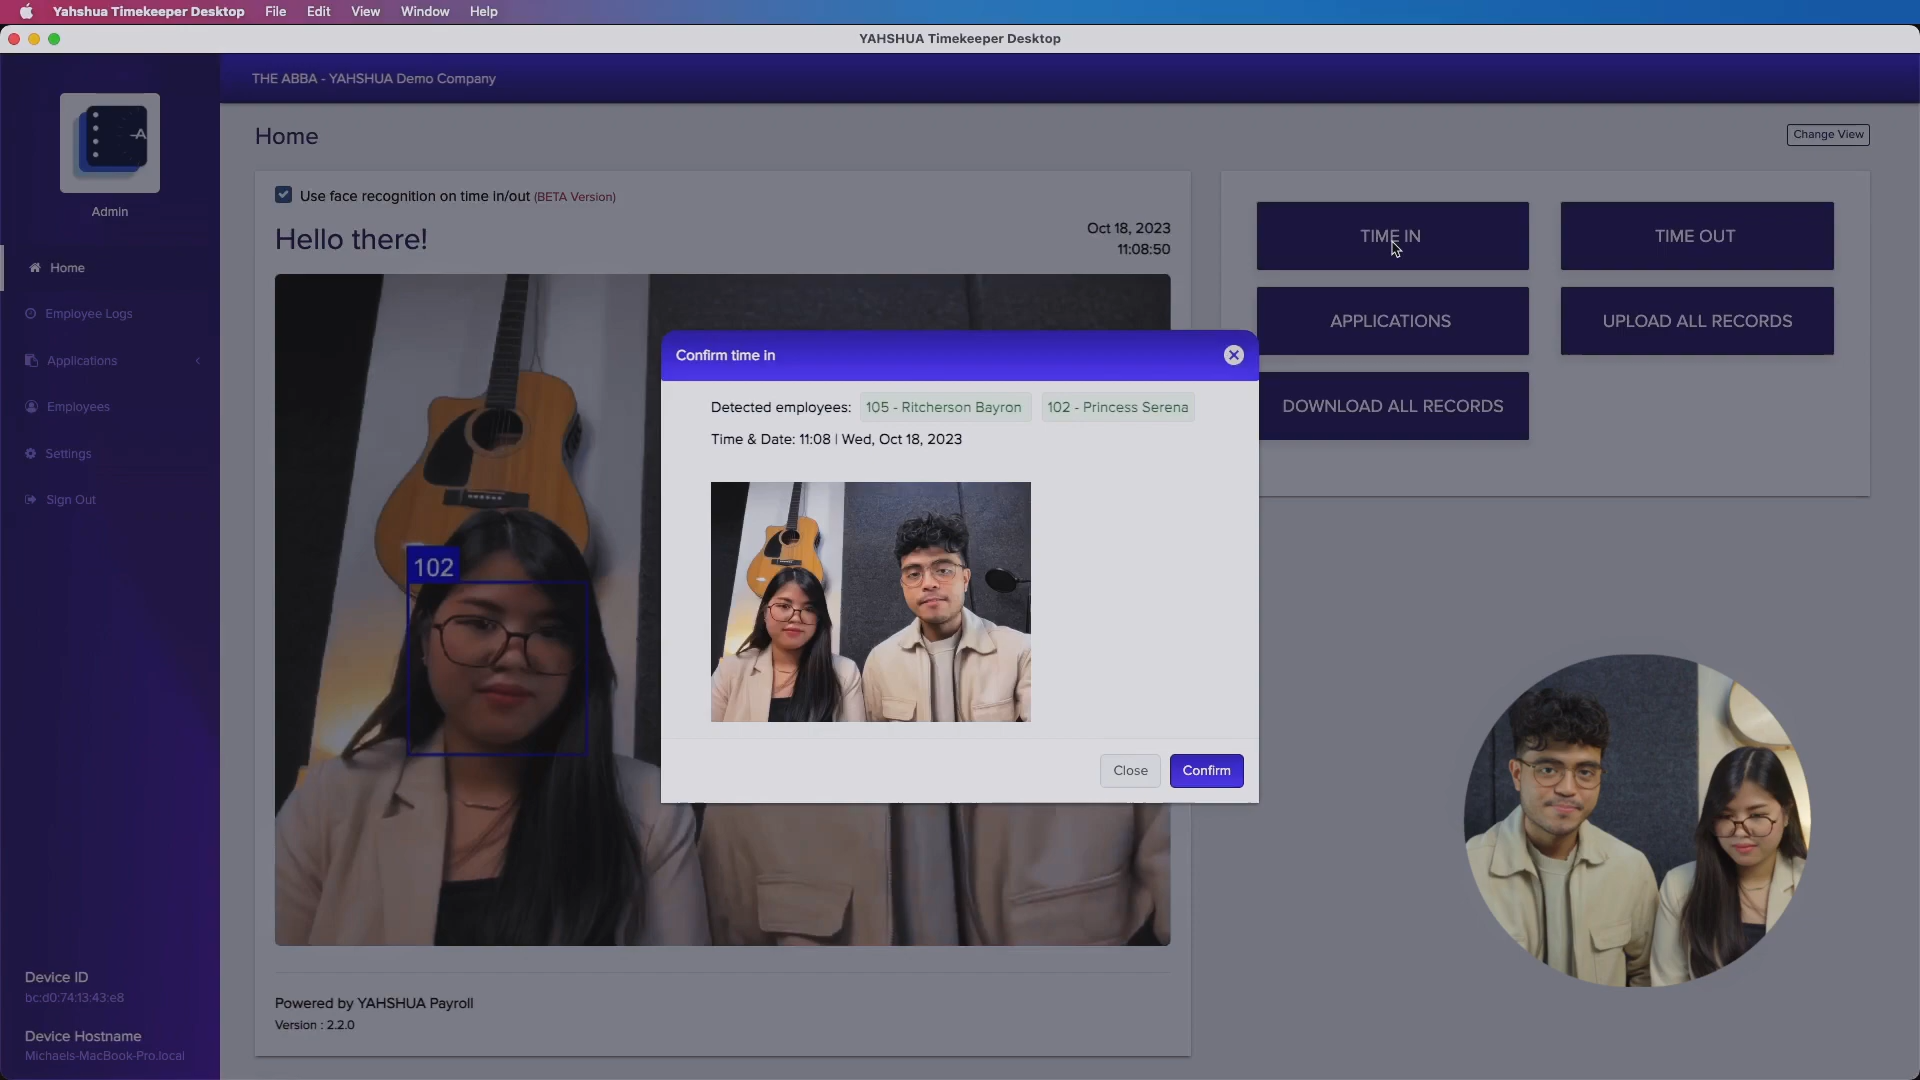 Yahshua Timekeeper Desktop File Edit View Window Help
YAHSHUA Timekeeper Desktop
THE ABBA - YAHSHUA Demo Company
-A
Admin
Home
Employee Logs
Applications
Employees
Settings
Sign Out
Device ID
bc:d0:74:13:43:e8
Device Hostname
Michaels-MacBook-Pro.local
Home
Change View
Use face recognition on time in/out (BETA Version)
Hello there!
Oct 18, 2023
11:08:50
102
Powered by YAHSHUA Payroll
Version : 2.2.0
TIME IN
TIME OUT
APPLICATIONS
UPLOAD ALL RECORDS
DOWNLOAD ALL RECORDS
Confirm time in
Detected employees: 105 - Ritcherson Bayron 102 - Princess Serena
Time & Date: 11:08 | Wed, Oct 18, 2023
Close
Confirm